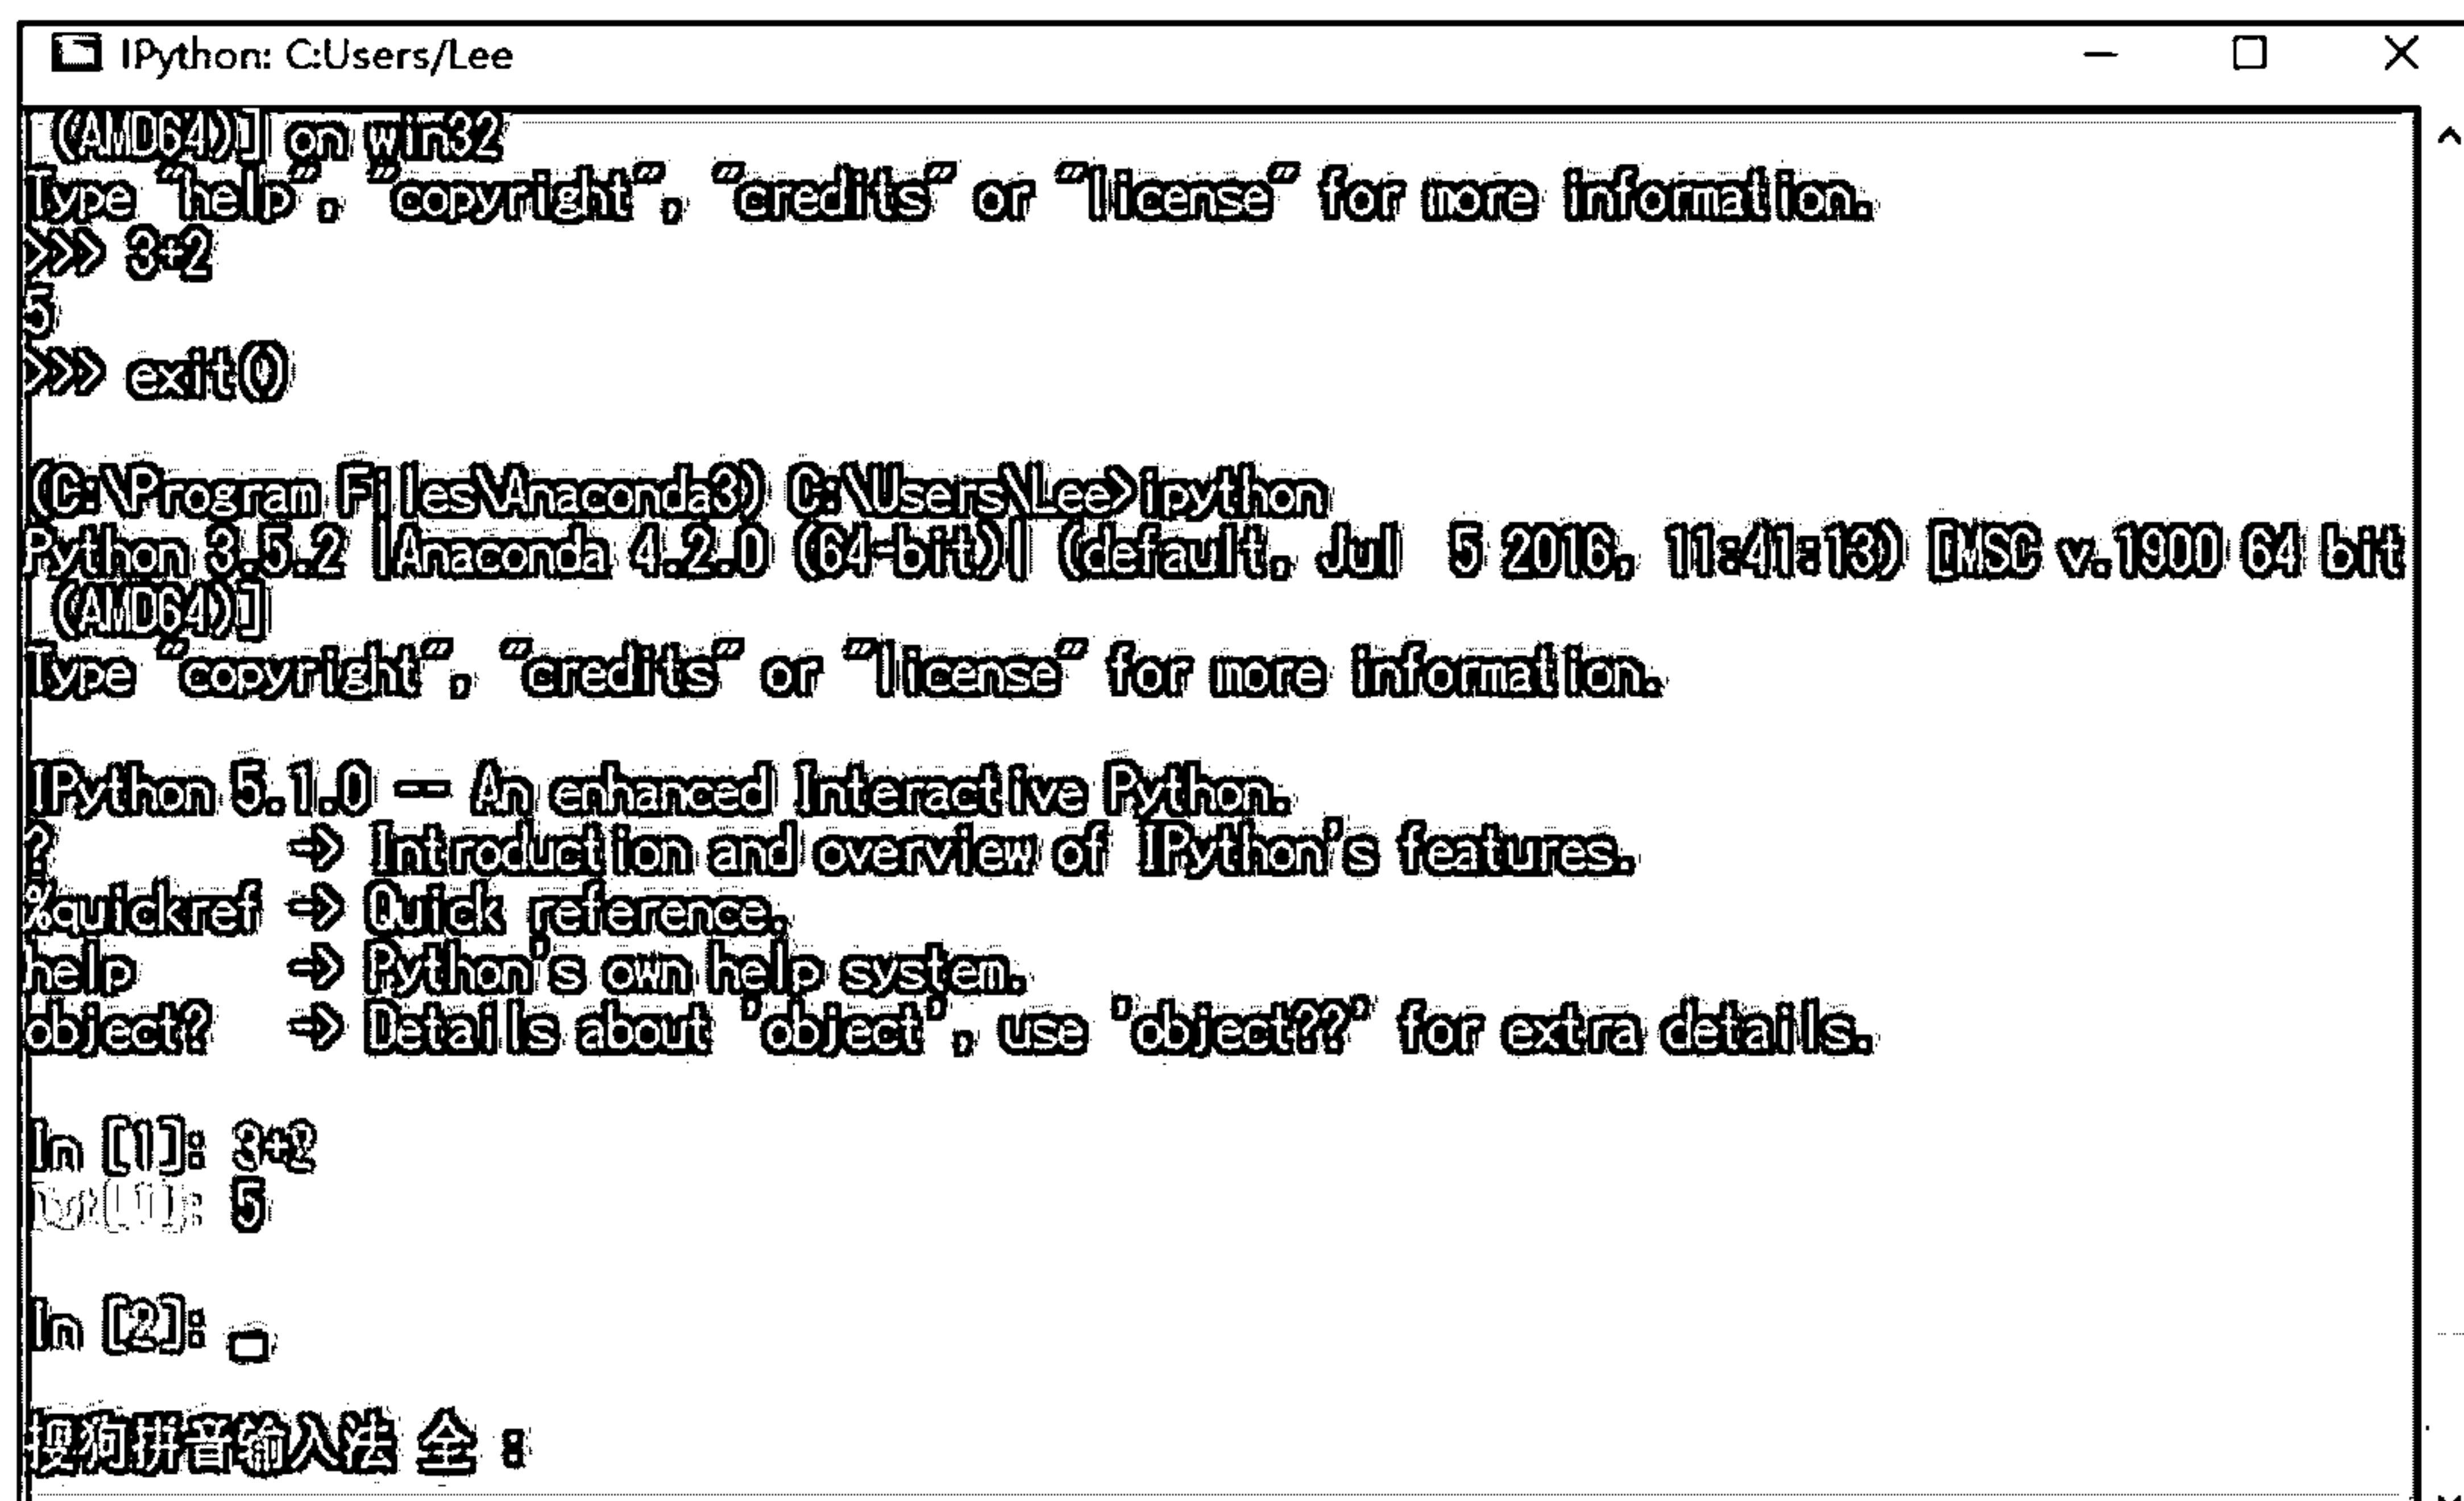 IPython: C:Users/Lee
(AMD64)] on win32
Type "help", "copyright", "credits" or "license" for more information.
>>> 3+2
5
>>> exit()
(C:\Program Files\Anaconda3) C:\Users\Lee>ipython
Python 3.5.2 |Anaconda 4.2.0 (64-bit)| (default, Jul  5 2016, 11:41:13) [MSC v.1900 64 bit
(AMD64)]
Type "copyright", "credits" or "license" for more information.
IPython 5.1.0 -- An enhanced Interactive Python.
?         -> Introduction and overview of IPython's features.
%quickref -> Quick reference.
help      -> Python's own help system.
object?   -> Details about 'object', use 'object??' for extra details.
In [1]: 3+2
Out[1]: 5
In [2]:
搜狗拼音输入法 全 :